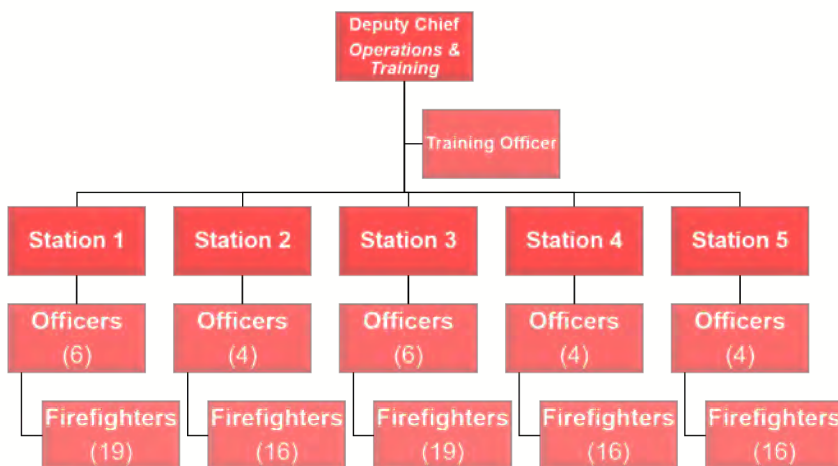 Deputy Chief
Operations &
Training
Training Officer
Station 1
Station 2
Station 3
Station 4
Station 5
Officers
(6)
Officers
(4)
Officers
(6)
Officers
(4)
Officers
(4)
Firefighters
(19)
Firefighters
(16)
Firefighters
(19)
Firefighters
(16)
Firefighters
(16)